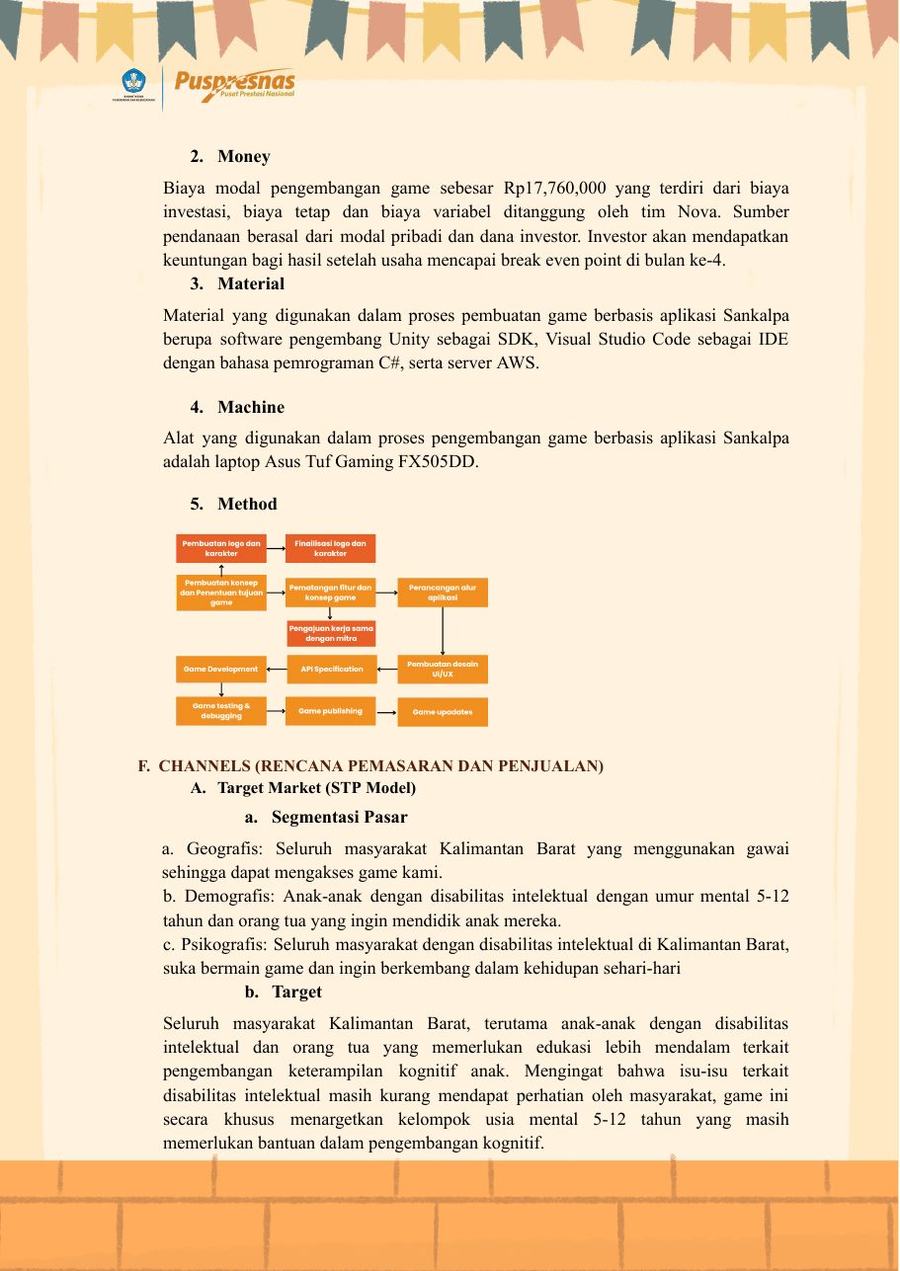 Puspresnas
Pusat Prestasi Nasional
2. Money
Biaya modal pengembangan game sebesar Rp17,760,000 yang terdiri dari biaya
investasi, biaya tetap dan biaya variabel ditanggung oleh tim Nova. Sumber
pendanaan berasal dari modal pribadi dan dana investor. Investor akan mendapatkan
keuntungan bagi hasil setelah usaha mencapai break even point di bulan ke-4.
3. Material
Material yang digunakan dalam proses pembuatan game berbasis aplikasi Sankalpa
berupa software pengembang Unity sebagai SDK, Visual Studio Code sebagai IDE
dengan bahasa pemrograman C#, serta server AWS.
4. Machine
Alat yang digunakan dalam proses pengembangan game berbasis aplikasi Sankalpa
adalah laptop Asus Tuf Gaming FX505DD.
5. Method
Pembuatan logo dan
karakter
Finalisasi logo dan
karakter
Pembuatan konsep
dan Penentuan tujuan
game
Pematangan fitur dan
konsep game
Perancangan alur
aplikasi
Pengajuan kerja sama
dengan mitra
Game Development
API Specification
Pembuatan desain
Ui/UX
Game testing &
debugging
Game publishing
Game upadates
F. CHANNELS (RENCANA PEMASARAN DAN PENJUALAN)
A. Target Market (STP Model)
a. Segmentasi Pasar
a. Geografis: Seluruh masyarakat Kalimantan Barat yang menggunakan gawai
sehingga dapat mengakses game kami.
b. Demografis: Anak-anak dengan disabilitas intelektual dengan umur mental 5-12
tahun dan orang tua yang ingin mendidik anak mereka.
c. Psikografis: Seluruh masyarakat dengan disabilitas intelektual di Kalimantan Barat,
suka bermain game dan ingin berkembang dalam kehidupan sehari-hari
b. Target
Seluruh masyarakat Kalimantan Barat, terutama anak-anak dengan disabilitas
intelektual dan orang tua yang memerlukan edukasi lebih mendalam terkait
pengembangan keterampilan kognitif anak. Mengingat bahwa isu-isu terkait
disabilitas intelektual masih kurang mendapat perhatian oleh masyarakat, game ini
secara khusus menargetkan kelompok usia mental 5-12 tahun yang masih
memerlukan bantuan dalam pengembangan kognitif.